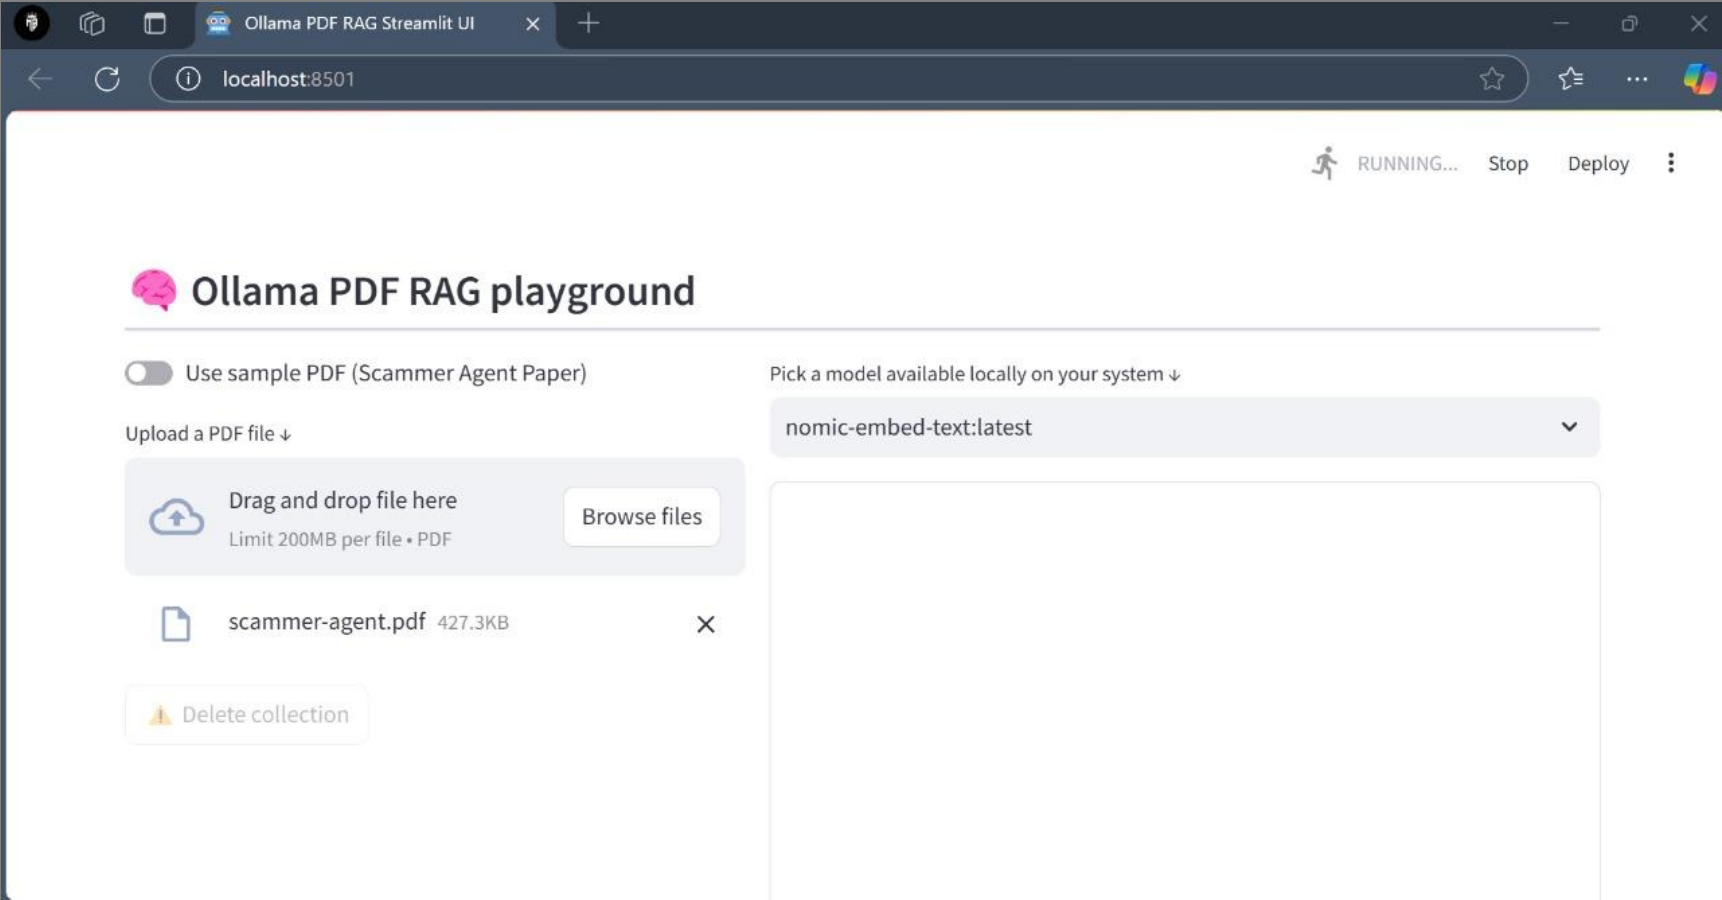 Ollama PDF RAG Streamlit UI
localhost:8501
RUNNING... Stop Deploy
Ollama PDF RAG playground
Use sample PDF (Scammer Agent Paper)
Upload a PDF file ↓
Drag and drop file here
Limit 200MB per file • PDF
Browse files
scammer-agent.pdf 427.3KB
Delete collection
Pick a model available locally on your system ↓
nomic-embed-text:latest